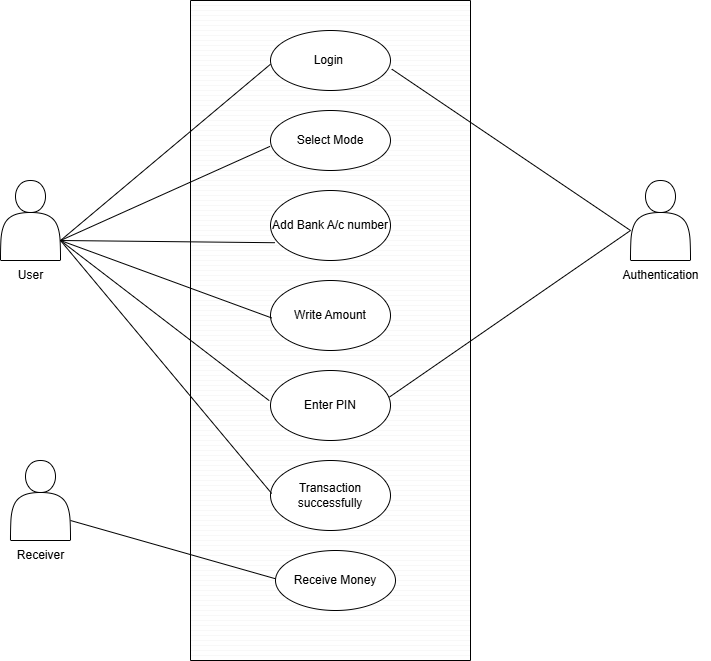 Login
Select Mode
Add Bank A/c number
User
Authentication
Write Amount
Enter PIN
Transaction
successfully
Receiver
Receive Money